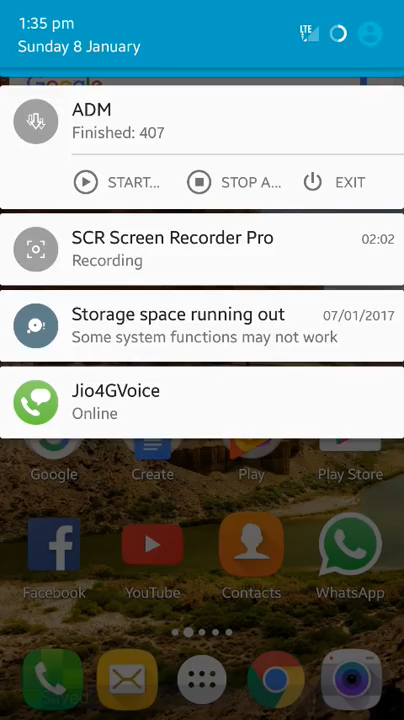 1:35 pm
Sunday 8 January
LTE
Google
ADM
Finished: 407
START...
STOP A...
EXIT
SCR Screen Recorder Pro
02:02
Recording
Storage space running out
07/01/2017
Some system functions may not work
Jio4GVoice
Online
Google
Create
Play
Play Store
Facebook
YouTube
Contacts
WhatsApp